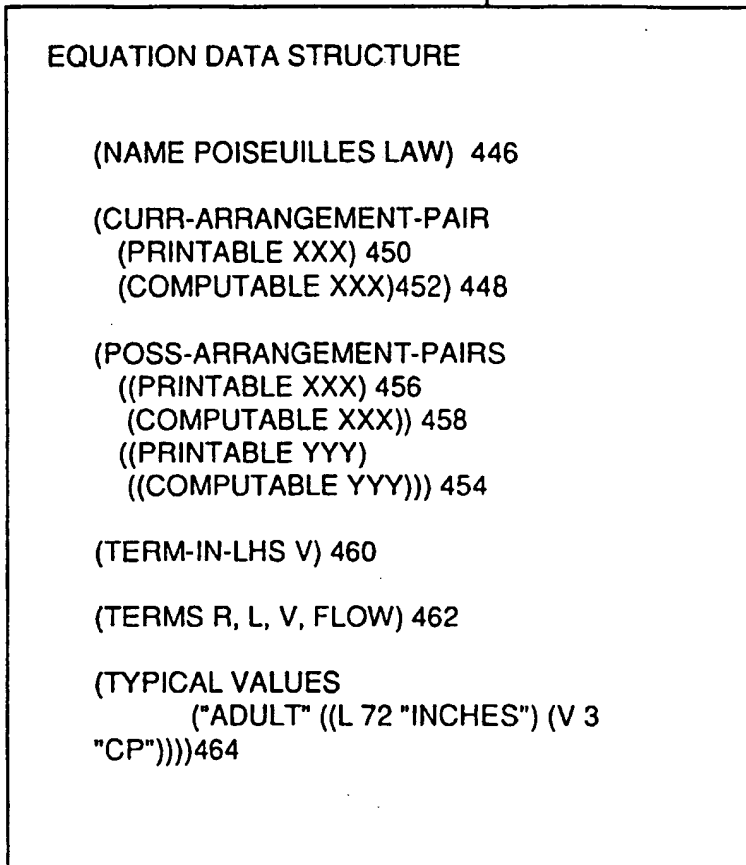 EQUATION DATA STRUCTURE
(NAME POISEUILLES LAW) 446
(CURR-ARRANGEMENT-PAIR
(PRINTABLE XXX) 450
(COMPUTABLE XXX)452) 448
(POSS-ARRANGEMENT-PAIRS
((PRINTABLE XXX) 456
(COMPUTABLE XXX)) 458
((PRINTABLE YYY)
((COMPUTABLE YYY))) 454
(TERM-IN-LHS V) 460
(TERMS R, L, V, FLOW) 462
(TYPICAL VALUES
("ADULT" ((L 72 "INCHES") (V 3
"CP"))))464